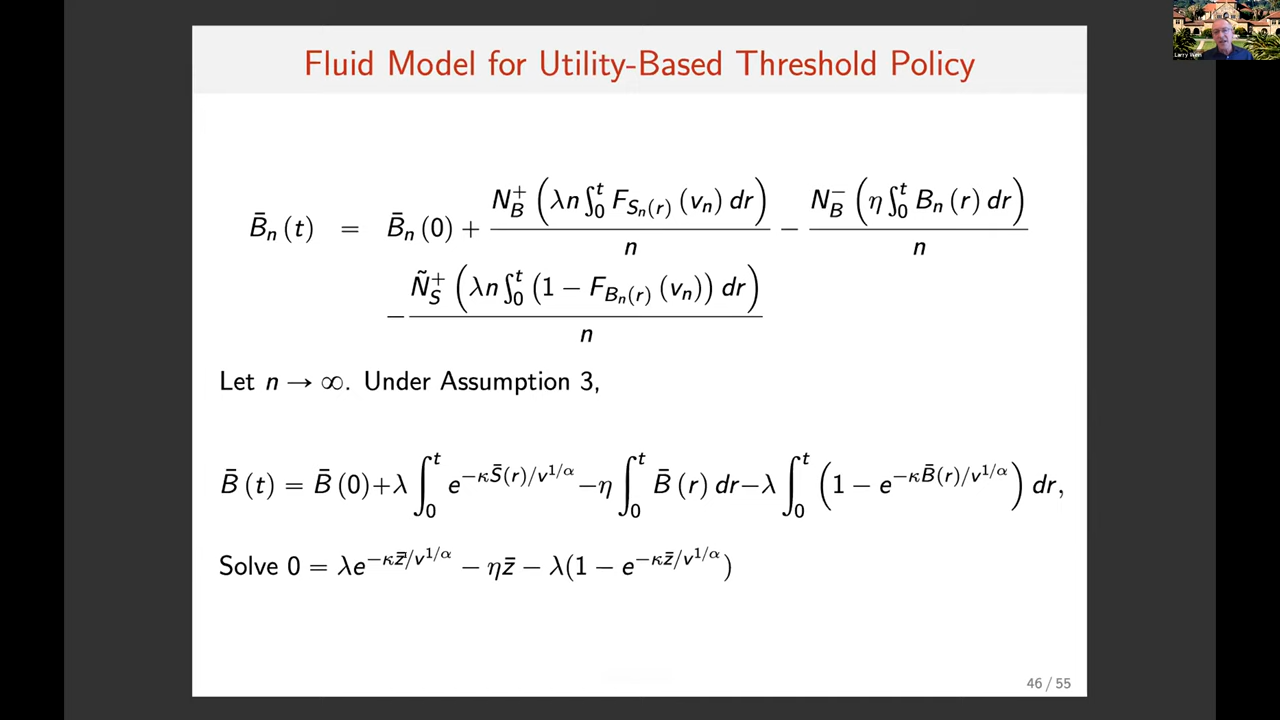 Larry Wein
Fluid Model for Utility-Based Threshold Policy
B̄ₙ(t) = B̄ₙ(0) + N_B^+(λn∫₀ᵗ F_{Sₙ(r)}(vₙ) dr)/n − N_B^−(η∫₀ᵗ Bₙ(r) dr)/n
−Ñ_S^+(λn∫₀ᵗ (1 − F_{Bₙ(r)}(vₙ)) dr)/n
Let n → ∞. Under Assumption 3,
B̄(t) = B̄(0)+λ∫₀ᵗ e^{−κS̄(r)/v^{1/α}}−η∫₀ᵗ B̄(r) dr−λ∫₀ᵗ (1 − e^{−κB̄(r)/v^{1/α}}) dr,
Solve 0 = λe^{−κz̄/v^{1/α}} − ηz̄ − λ(1 − e^{−κz̄/v^{1/α}})
46 / 55